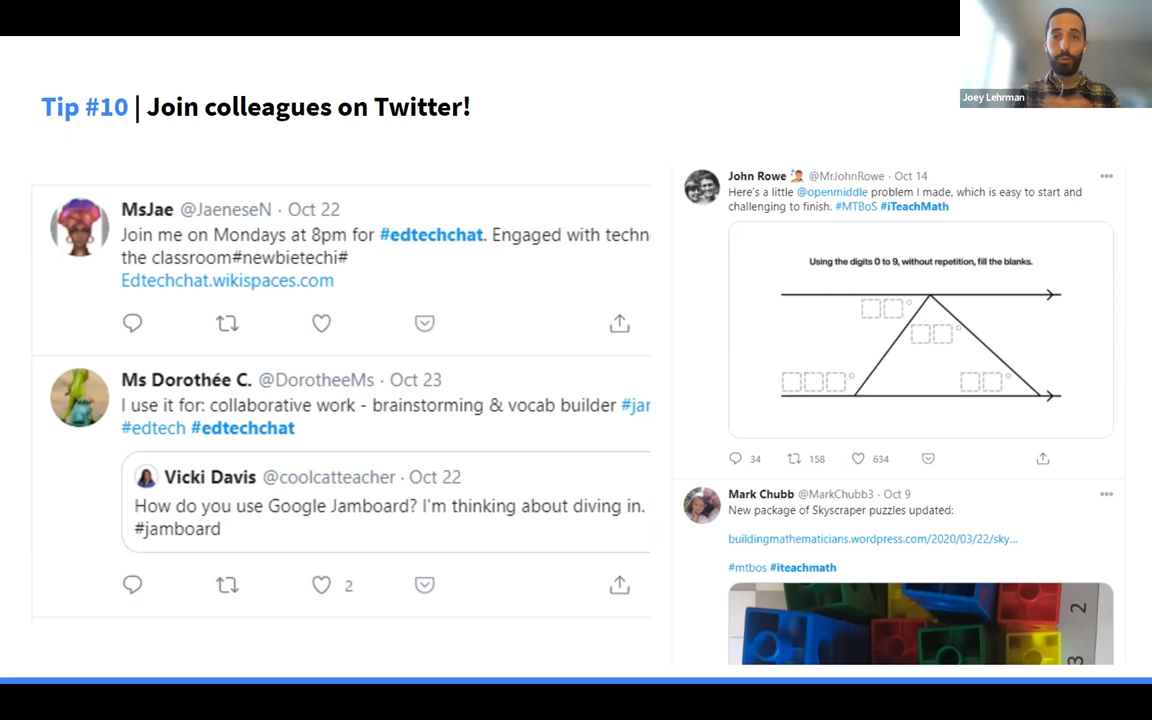 Joey Lehrman
Tip #10 | Join colleagues on Twitter!
MsJae @JaeneseN · Oct 22
Join me on Mondays at 8pm for #edtechchat. Engaged with techn
the classroom#newbietechi#
Edtechchat.wikispaces.com
Ms Dorothée C. @DorotheeMs · Oct 23
I use it for: collaborative work - brainstorming & vocab builder #jar
#edtech #edtechchat
Vicki Davis @coolcatteacher · Oct 22
How do you use Google Jamboard? I'm thinking about diving in.
#jamboard
2
John Rowe @MrJohnRowe · Oct 14
Here's a little @openmiddle problem I made, which is easy to start and
challenging to finish. #MTBoS #iTeachMath
Using the digits 0 to 9, without repetition, fill the blanks.
34 158 634
Mark Chubb @MarkChubb3 · Oct 9
New package of Skyscraper puzzles updated:
buildingmathematicians.wordpress.com/2020/03/22/sky...
#mtbos #iteachmath
2
3